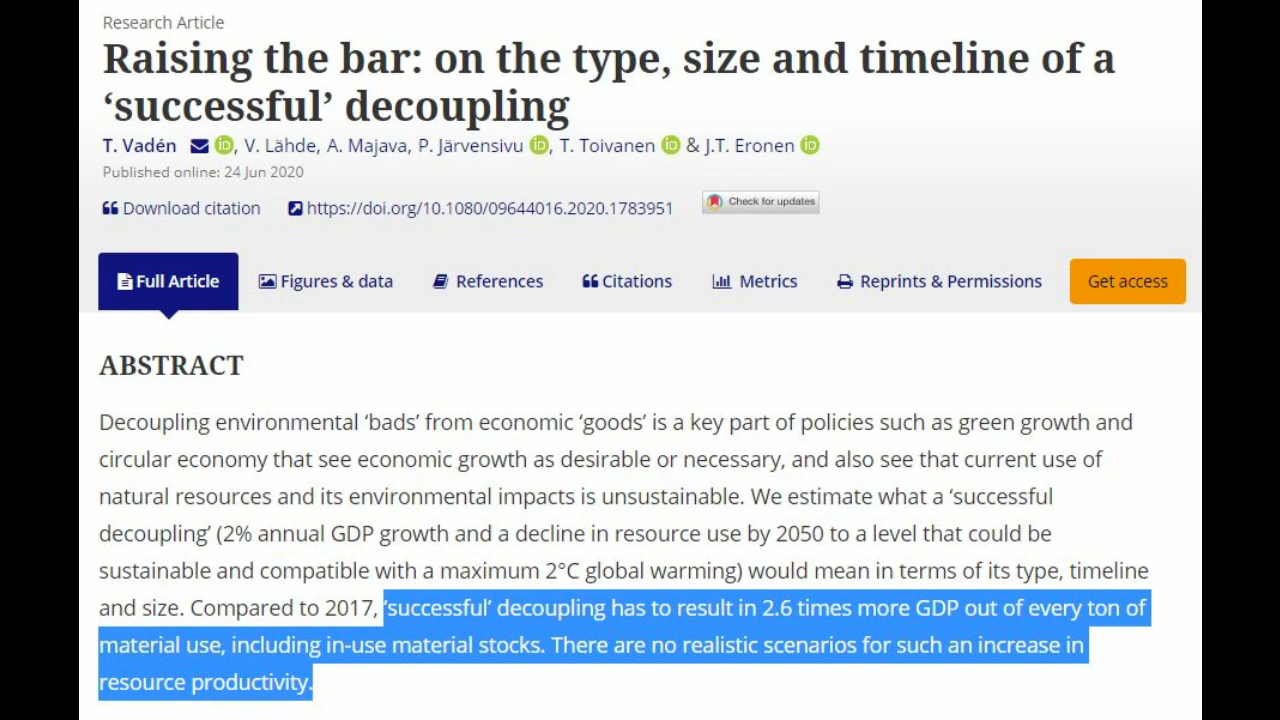 Research Article
Raising the bar: on the type, size and timeline of a
‘successful’ decoupling
T. Vadén iD, V. Lähde, A. Majava, P. Järvensivu iD, T. Toivanen iD & J.T. Eronen iD
Published online: 24 Jun 2020
Download citation https://doi.org/10.1080/09644016.2020.1783951 Check for updates
Full Article Figures & data References Citations Metrics Reprints & Permissions Get access
ABSTRACT
Decoupling environmental ‘bads’ from economic ‘goods’ is a key part of policies such as green growth and
circular economy that see economic growth as desirable or necessary, and also see that current use of
natural resources and its environmental impacts is unsustainable. We estimate what a ‘successful
decoupling’ (2% annual GDP growth and a decline in resource use by 2050 to a level that could be
sustainable and compatible with a maximum 2°C global warming) would mean in terms of its type, timeline
and size. Compared to 2017, ‘successful’ decoupling has to result in 2.6 times more GDP out of every ton of
material use, including in-use material stocks. There are no realistic scenarios for such an increase in
resource productivity.